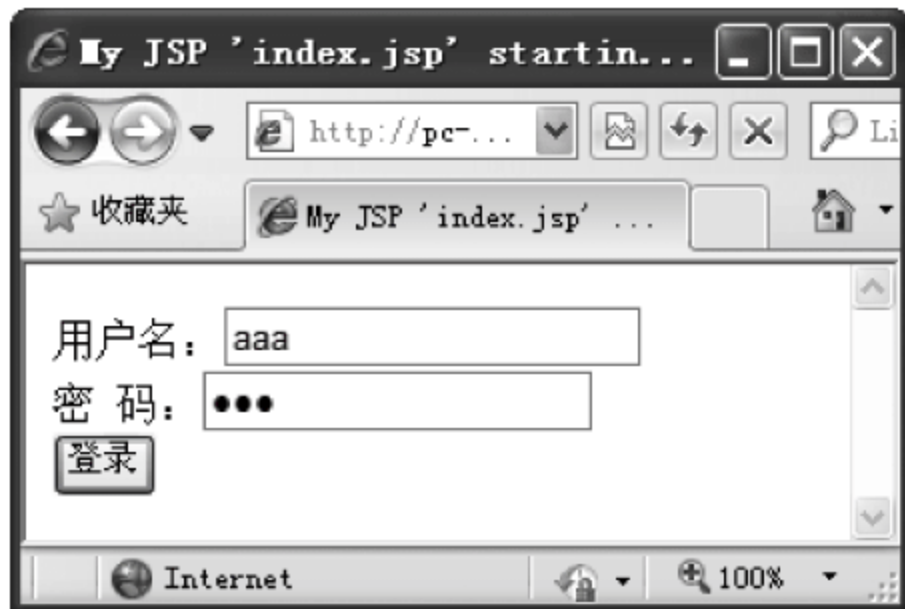 My JSP 'index.jsp' startin...
http://pc-...
Li
收藏夹
My JSP 'index.jsp' ...
用户名：aaa
密 码：●●●
登录
Internet
100%